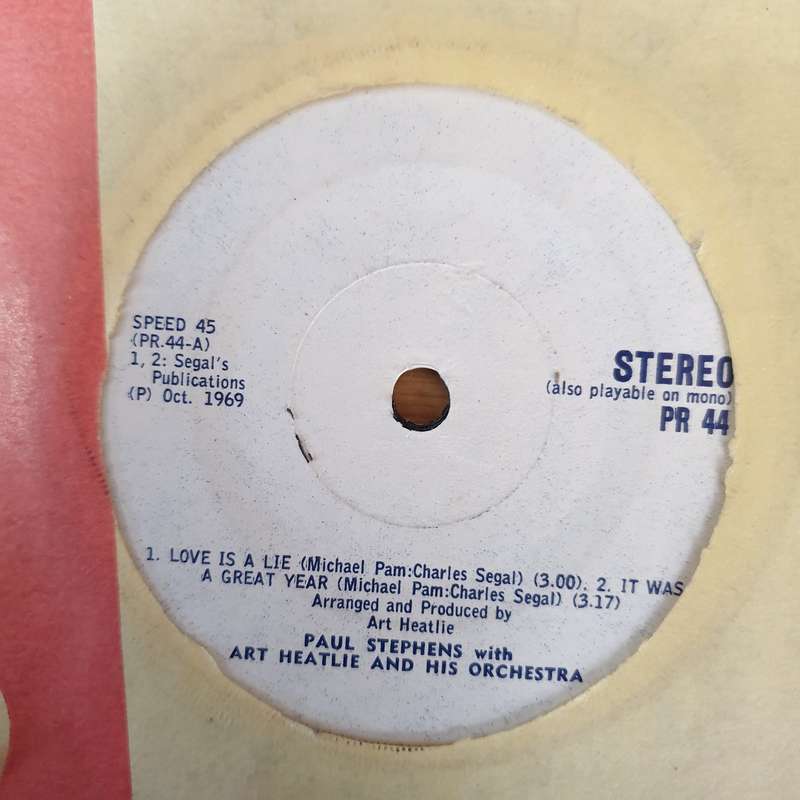 SPEED 45
(PR.44-A)
1, 2: Segal's
Publications
(P) Oct. 1969
STEREO
(also playable on mono)
PR 44
1. LOVE IS A LIE (Michael Pam:Charles Segal) (3.00). 2. IT WAS
A GREAT YEAR (Michael Pam:Charles Segal) (3.17)
Arranged and Produced by
Art Heatlie
PAUL STEPHENS with
ART HEATLIE AND HIS ORCHESTRA